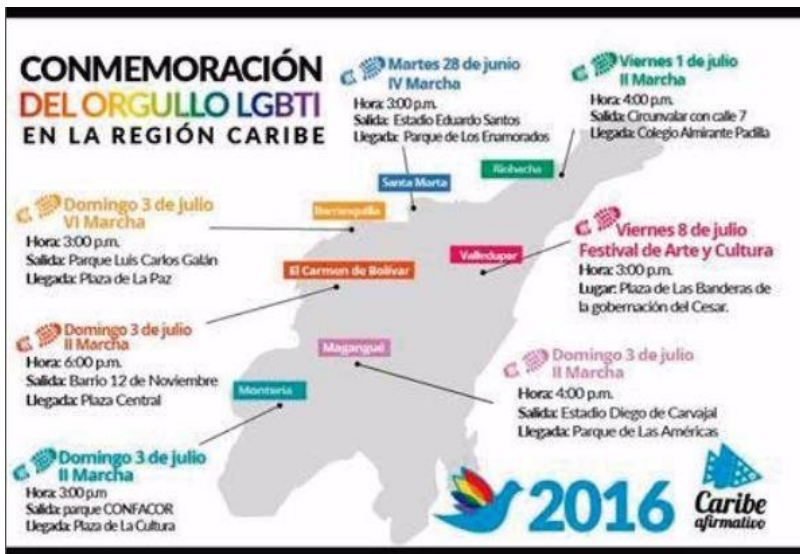 CONMEMORACIÓN
DEL ORGULLO LGBTI
EN LA REGIÓN CARIBE
Martes 28 de junio
IV Marcha
Hora: 3:00 p.m.
Salida: Estadio Eduardo Santos
Llegada: Parque de Los Enamorados
Viernes 1 de julio
II Marcha
Hora: 4:00 p.m.
Salida: Circunvalar con calle 7
Llegada: Colegio Almirante Padilla
Santa Marta
Riohacha
Domingo 3 de julio
VI Marcha
Hora: 3:00 p.m.
Salida: Parque Luis Carlos Galán
Llegada: Plaza de La Paz
Barranquilla
El Carmen de Bolívar
Valledupar
Viernes 8 de julio
Festival de Arte y Cultura
Hora: 3:00 p.m.
Lugar: Plaza de Las Banderas de
la gobernación del Cesar.
Domingo 3 de julio
II Marcha
Hora: 6:00 p.m.
Salida: Barrio 12 de Noviembre
Llegada: Plaza Central
Magangué
Domingo 3 de julio
II Marcha
Hora: 4:00 p.m.
Salida: Estadio Diego de Carvajal
Llegada: Parque de Las Américas
Montería
Domingo 3 de julio
II Marcha
Hora: 3:00 p.m
Salida: parque CONFACOR
Llegada: Plaza de La Cultura
2016
Caribe
afirmativo